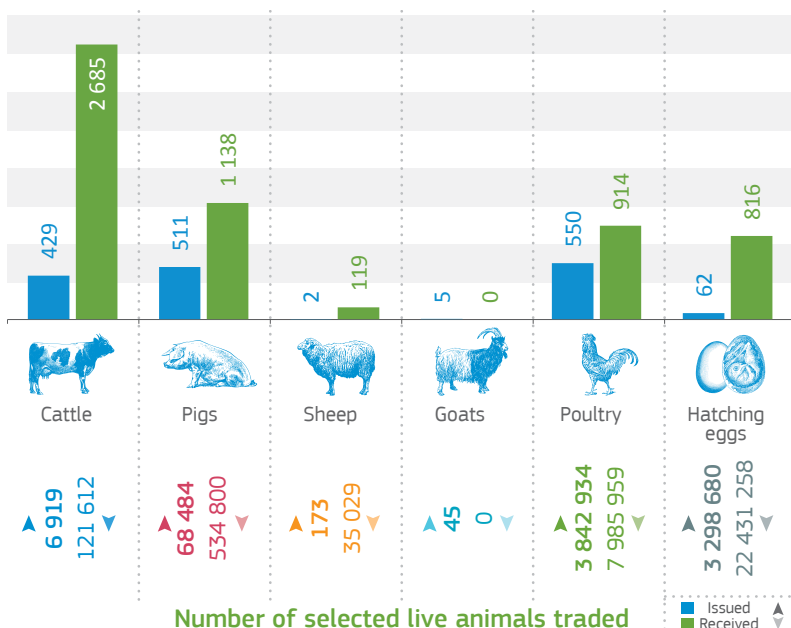 429
2 685
511
1 138
2
119
5
0
550
914
62
816
Cattle
Pigs
Sheep
Goats
Poultry
Hatching
eggs
6 919
121 612
68 484
534 800
173
35 029
45
0
3 842 934
7 985 959
3 298 680
22 431 258
Number of selected live animals traded
Issued
Received